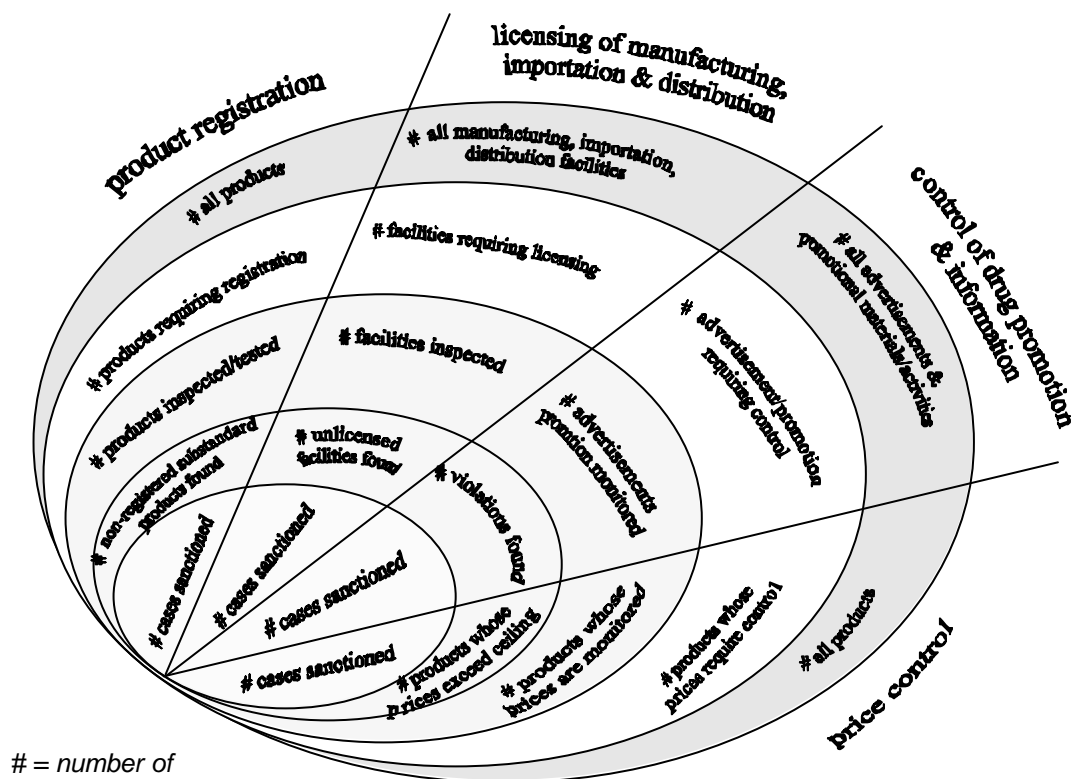 product registration
# all products
# products requiring registration
# products inspected/tested
# non-registered substandard
products found
# cases sanctioned
licensing of manufacturing,
importation & distribution
# all manufacturing, importation,
distribution facilities
# facilities requiring licensing
# facilities inspected
# unlicensed
facilities found
# cases sanctioned
control of drug promotion
& information
# all advertisements &
promotional materials/activities
# advertisement/promotion
requiring control
# advertisements
promtion monitored
# violations found
# cases sanctioned
price control
# all products
# products whose
prices require control
# products whose
prices are monitored
# products whose
prices exceed ceiling
# cases sanctioned
# = number of